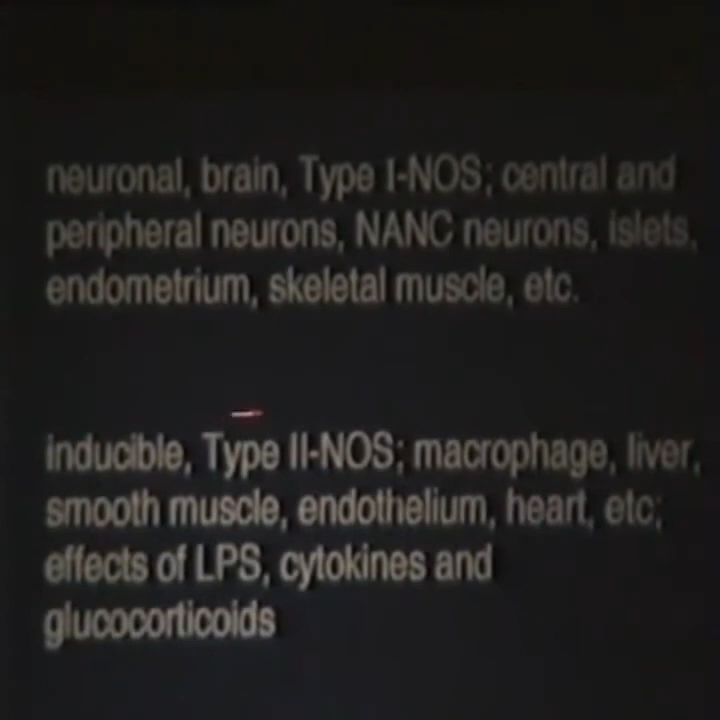 neuronal, brain, Type I-NOS; central and
peripheral neurons, NANC neurons, islets,
endometrium, skeletal muscle, etc.
inducible, Type II-NOS; macrophage, liver,
smooth muscle, endothelium, heart, etc;
effects of LPS, cytokines and
glucocorticoids